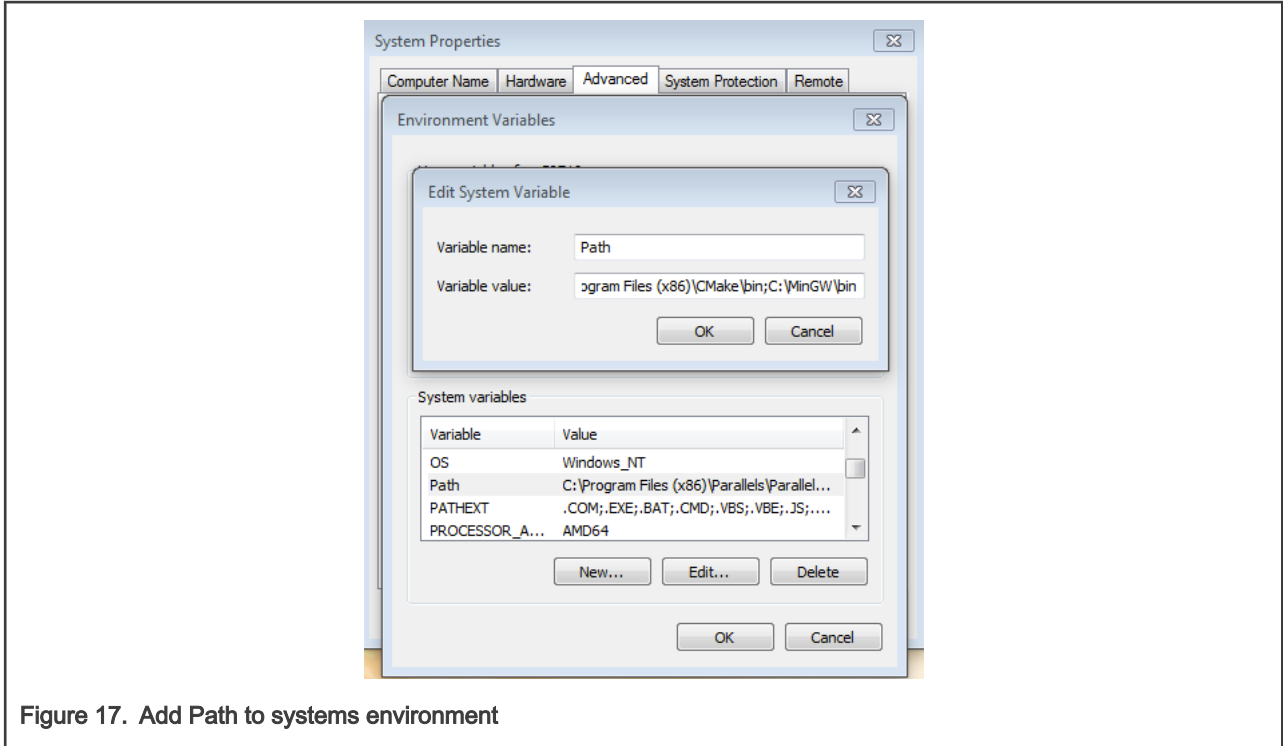 System Properties
Computer Name Hardware Advanced System Protection Remote
Environment Variables
Edit System Variable
Variable name: Path
Variable value: ogram Files (x86)\CMake\bin;C:\MinGW\bin
OK Cancel
System variables
Variable Value
OS Windows_NT
Path C:\Program Files (x86)\Parallels\Parallel...
PATHEXT .COM;.EXE;.BAT;.CMD;.VBS;.VBE;.JS;....
PROCESSOR_A... AMD64
New... Edit... Delete
OK Cancel
Figure 17. Add Path to systems environment